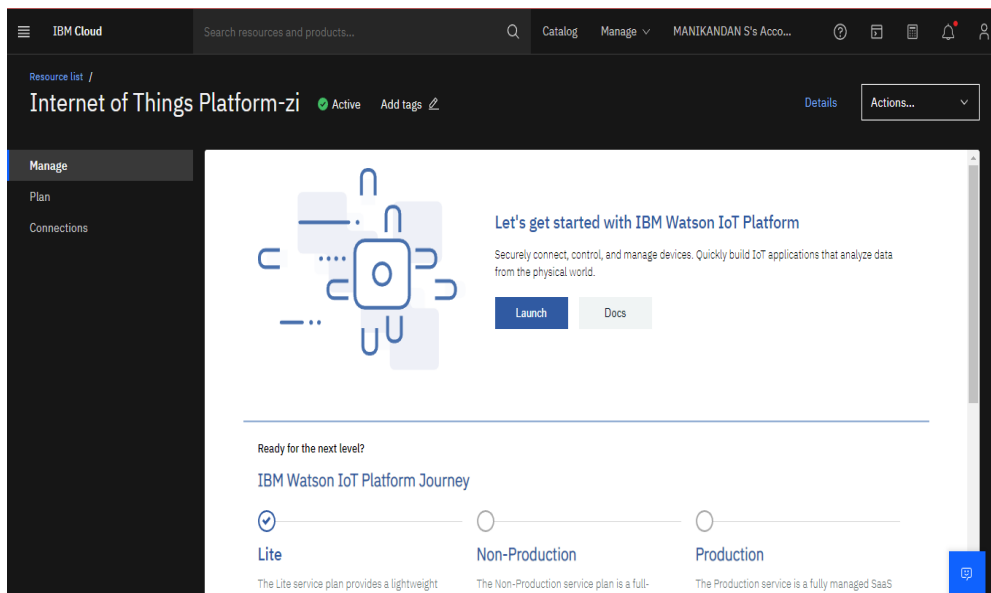 IBM Cloud
Search resources and products...
Catalog
Manage
MANIKANDAN S's Acco...
Resource list /
Internet of Things Platform-zi
Active
Add tags
Details
Actions...
Manage
Plan
Connections
Let's get started with IBM Watson IoT Platform
Securely connect, control, and manage devices. Quickly build IoT applications that analyze data
from the physical world.
Launch
Docs
Ready for the next level?
IBM Watson IoT Platform Journey
Lite
Non-Production
Production
The Lite service plan provides a lightweight
The Non-Production service plan is a full-
The Production service is a fully managed SaaS